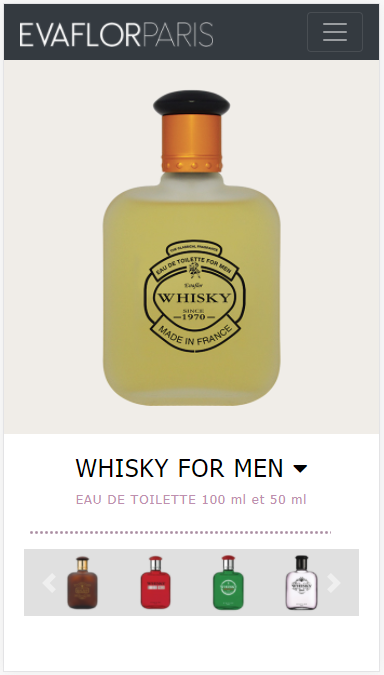 EVAFLORPARIS
THE CLASSICAL FRAGRANCE
EAU DE TOILETTE FOR MEN
Evaflor
WHISKY
SINCE
1970
MADE IN FRANCE
WHISKY FOR MEN
EAU DE TOILETTE 100 ml et 50 ml